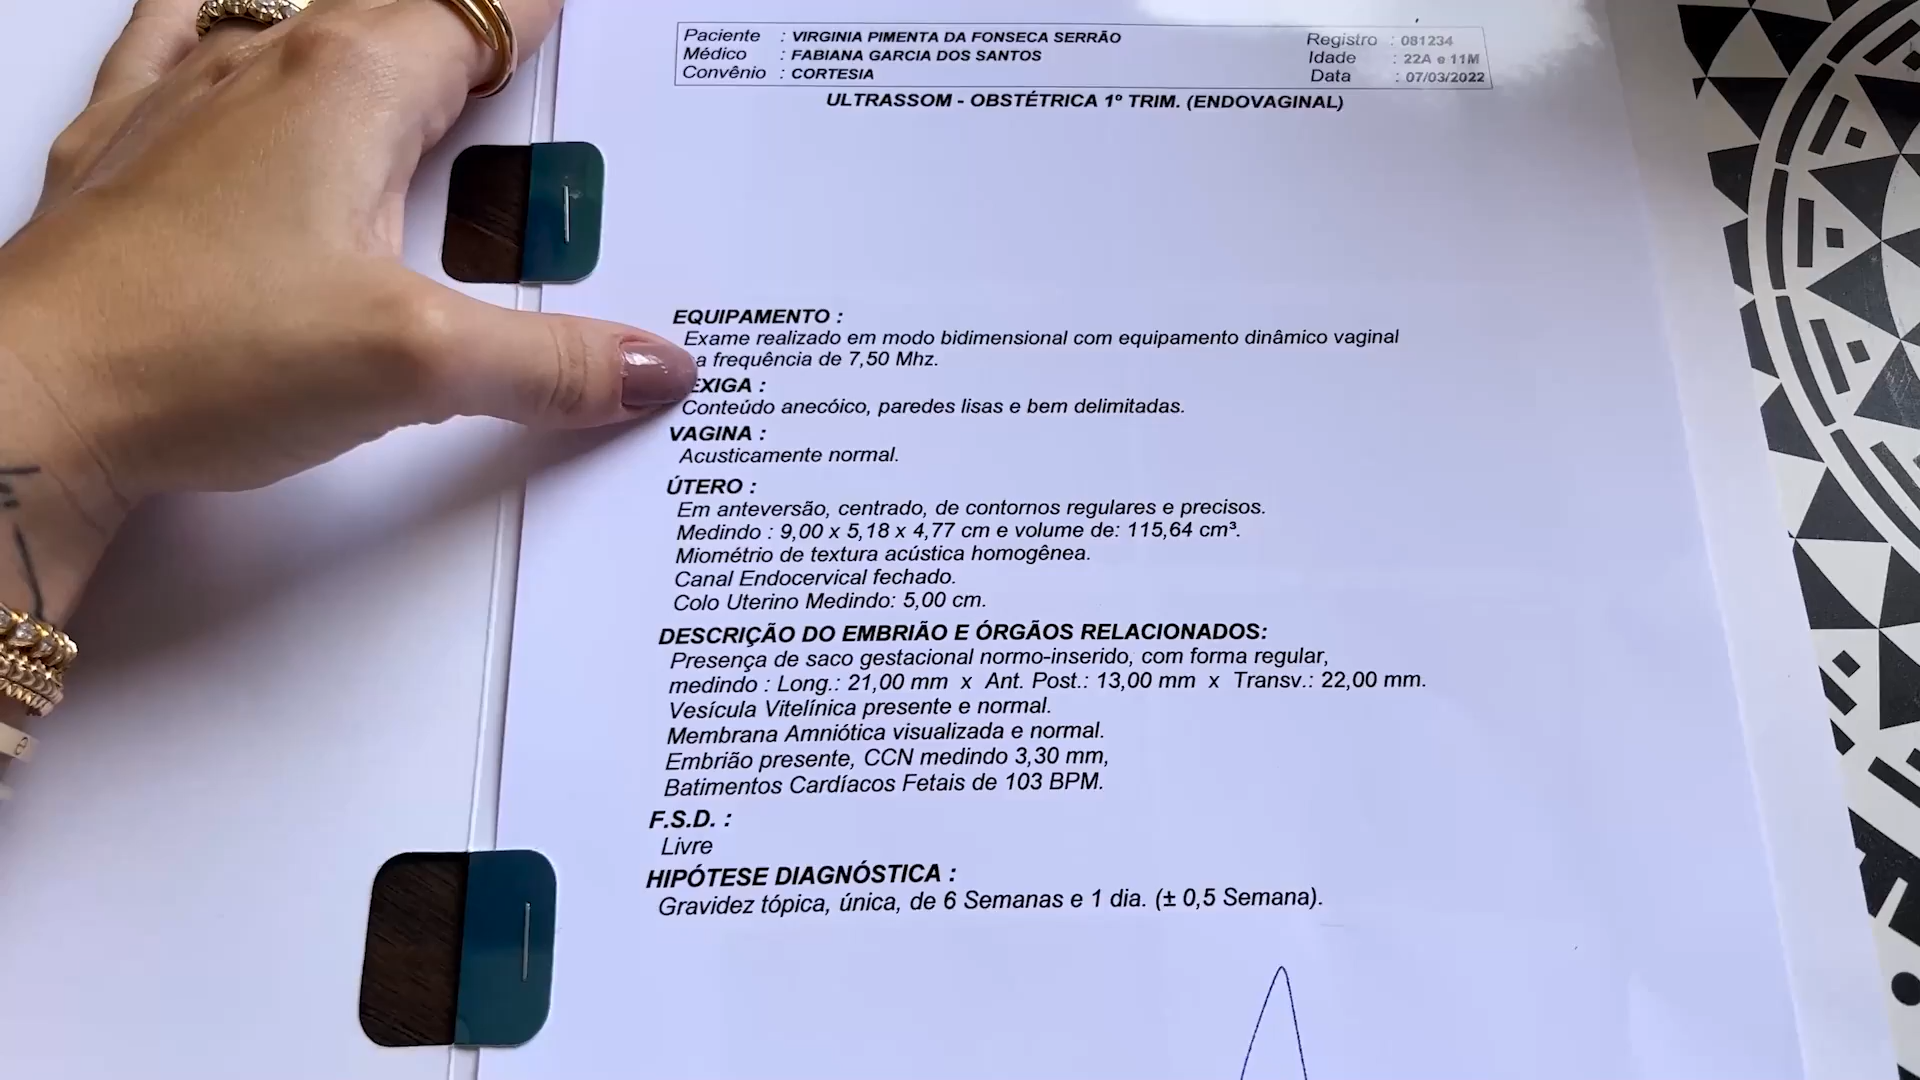 Paciente : VIRGINIA PIMENTA DA FONSECA SERRÃO Registro : 081234
Médico : FABIANA GARCIA DOS SANTOS Idade : 22A e 11M
Convênio : CORTESIA Data : 07/03/2022
ULTRASSOM - OBSTÉTRICA 1º TRIM. (ENDOVAGINAL)
EQUIPAMENTO :
Exame realizado em modo bidimensional com equipamento dinâmico vaginal
a frequência de 7,50 Mhz.
EXIGA :
Conteúdo anecóico, paredes lisas e bem delimitadas.
VAGINA :
Acusticamente normal.
ÚTERO :
Em anteversão, centrado, de contornos regulares e precisos.
Medindo : 9,00 x 5,18 x 4,77 cm e volume de: 115,64 cm³.
Miométrio de textura acústica homogênea.
Canal Endocervical fechado.
Colo Uterino Medindo: 5,00 cm.
DESCRIÇÃO DO EMBRIÃO E ÓRGÃOS RELACIONADOS:
Presença de saco gestacional normo-inserido, com forma regular,
medindo : Long.: 21,00 mm x Ant. Post.: 13,00 mm x Transv.: 22,00 mm.
Vesícula Vitelínica presente e normal.
Membrana Amniótica visualizada e normal.
Embrião presente, CCN medindo 3,30 mm,
Batimentos Cardíacos Fetais de 103 BPM.
F.S.D. :
Livre
HIPÓTESE DIAGNÓSTICA :
Gravidez tópica, única, de 6 Semanas e 1 dia. (± 0,5 Semana).